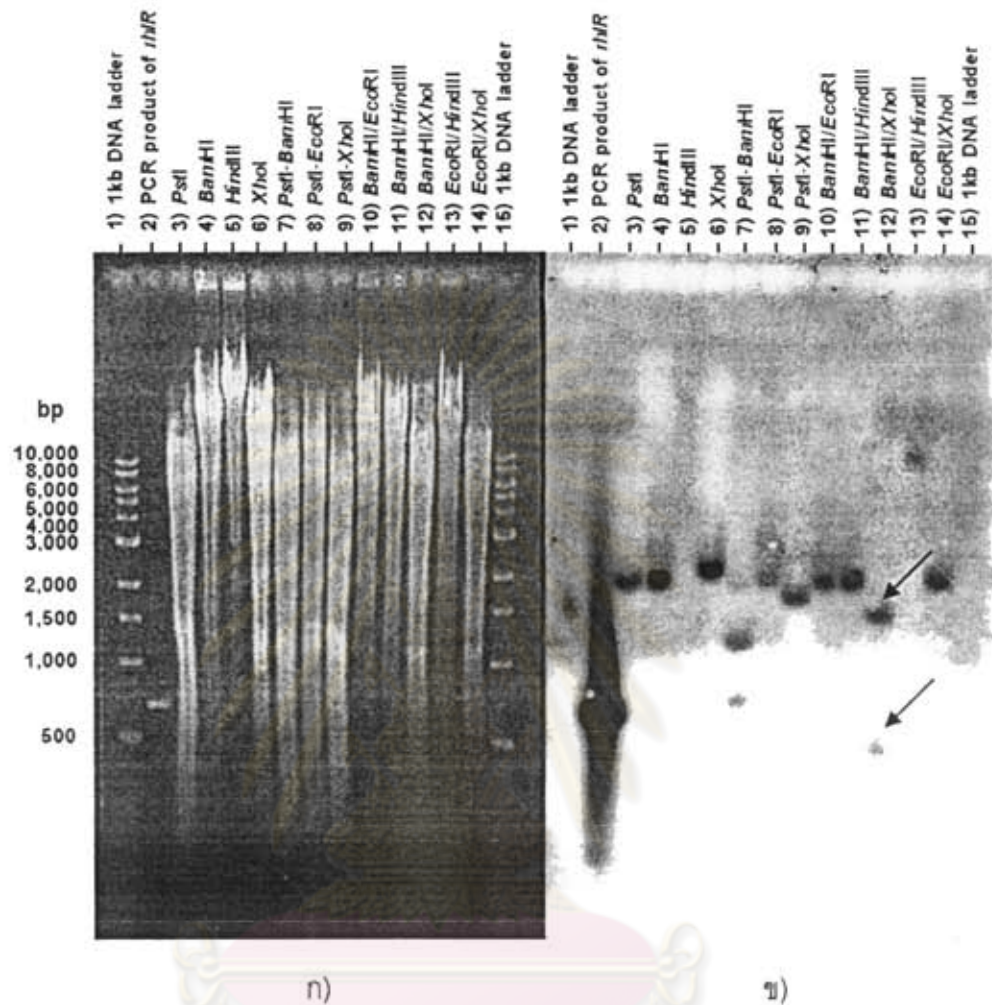 1) 1kb DNA ladder
2) PCR product of rhlR
3) PstI
4) BamHI
5) HindIII
6) XhoI
7) PstI-BamHI
8) PstI-EcoRI
9) PstI-XhoI
10) BamHI/EcoRI
11) BamHI/HindIII
12) BamHI/XhoI
13) EcoRI/HindIII
14) EcoRI/XhoI
15) 1kb DNA ladder
1) 1kb DNA ladder
2) PCR product of rhlR
3) PstI
4) BamHI
5) HindIII
6) XhoI
7) PstI-BamHI
8) PstI-EcoRI
9) PstI-XhoI
10) BamHI/EcoRI
11) BamHI/HindIII
12) BamHI/XhoI
13) EcoRI/HindIII
14) EcoRI/XhoI
15) 1kb DNA ladder
bp
10,000
8,000
6,000
5,000
4,000
3,000
2,000
1,500
1,000
500
ก)
ข)